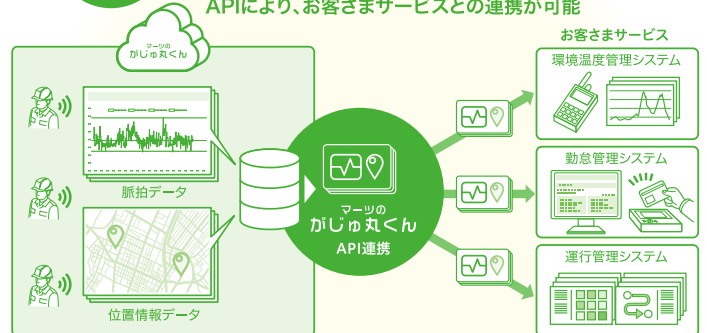 APIにより、お客さまサービスとの連携が可能
マーツの
がじゅ丸くん
脈拍データ
位置情報データ
マーツの
がじゅ丸くん
API連携
お客さまサービス
環境温度管理システム
勤怠管理システム
運行管理システム